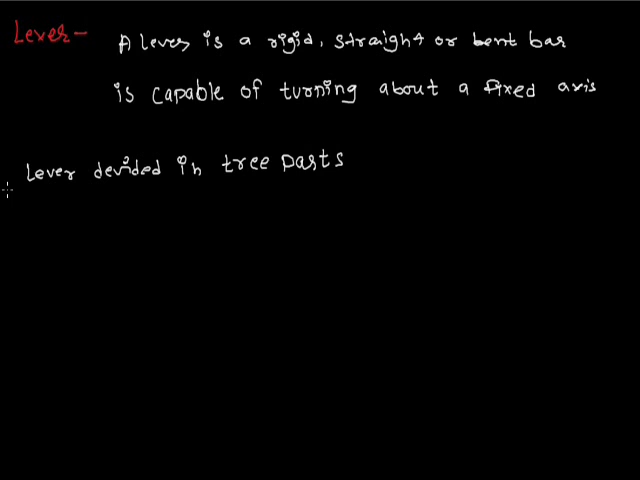 Lever- A lever is a rigid, straight or bent bar
is capable of turning about a fixed axis
Lever devided in tree parts